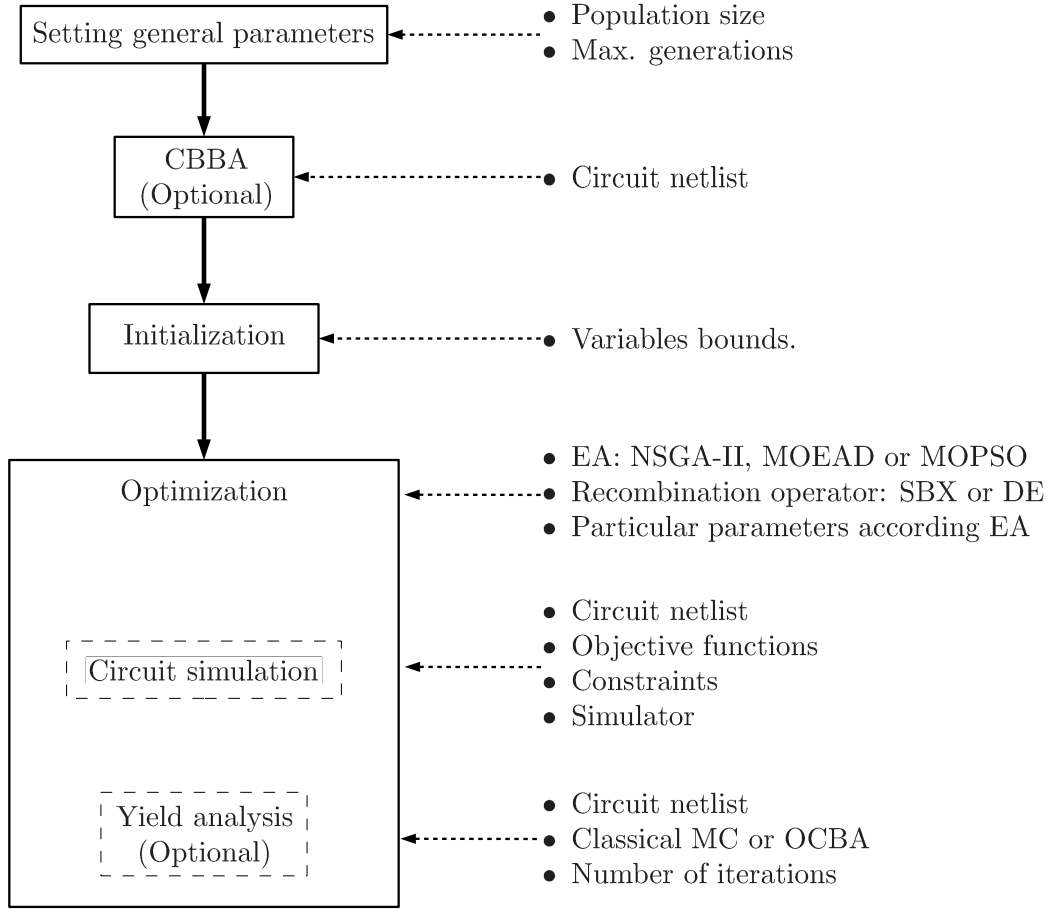 Setting general parameters
• Population size
• Max. generations
CBBA
(Optional)
• Circuit netlist
Initialization
• Variables bounds.
Optimization
• EA: NSGA-II, MOEAD or MOPSO
• Recombination operator: SBX or DE
• Particular parameters according EA
Circuit simulation
• Circuit netlist
• Objective functions
• Constraints
• Simulator
Yield analysis
(Optional)
• Circuit netlist
• Classical MC or OCBA
• Number of iterations